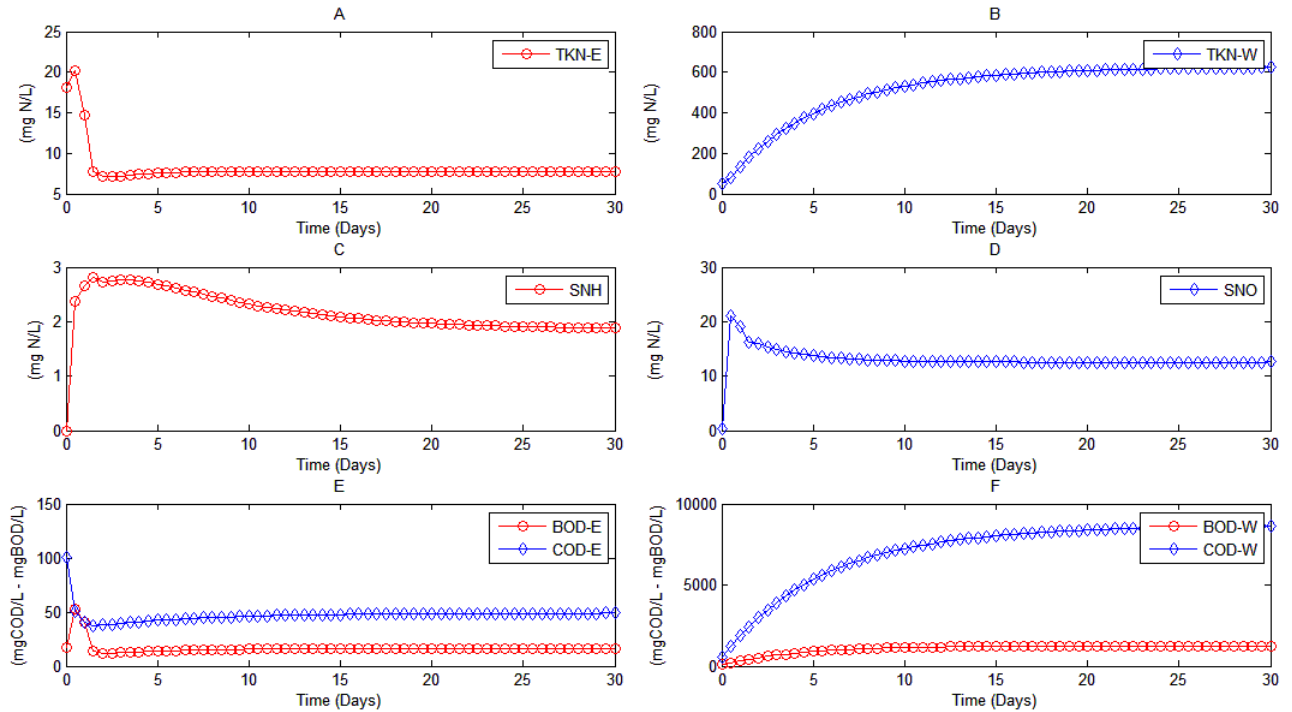 A
25
20
15
10
5
(mg N/L)
TKN-E
0 5 10 15 20 25 30
Time (Days)
B
800
600
400
200
0
(mg N/L)
TKN-W
0 5 10 15 20 25 30
Time (Days)
C
3
2
1
0
(mg N/L)
SNH
0 5 10 15 20 25 30
Time (Days)
D
30
20
10
0
(mg N/L)
SNO
0 5 10 15 20 25 30
Time (Days)
E
150
100
50
0
(mgCOD/L - mgBOD/L)
BOD-E
COD-E
0 5 10 15 20 25 30
Time (Days)
F
10000
5000
0
(mgCOD/L - mgBOD/L)
BOD-W
COD-W
0 5 10 15 20 25 30
Time (Days)